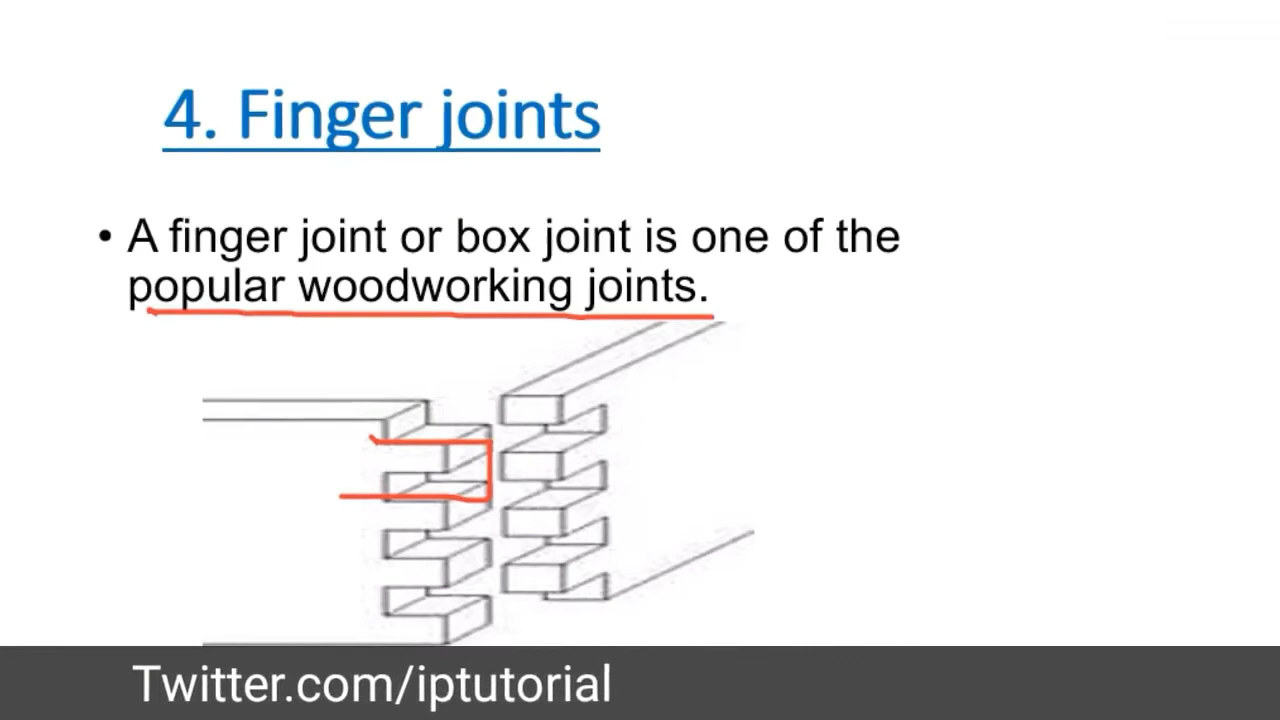 4. Finger joints
• A finger joint or box joint is one of the
popular woodworking joints.
Twitter.com/iptutorial